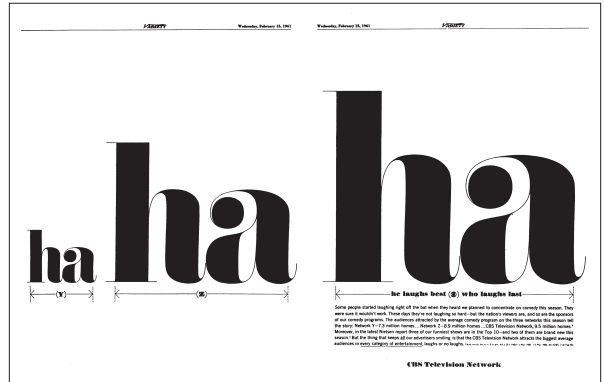 VARIETY
Wednesday, February 15, 1961
Wednesday, February 15, 1961
VARIETY
ha
ha
ha
(Y)
(Z)
he laughs best who laughs last
Some people started laughing right off the bat when they heard we planned to concentrate on comedy this season. They
were sure it wouldn't work. These days they're not laughing so hard–but the nation's viewers are, and so are the sponsors
of our comedy programs. The audiences attracted by the average comedy program on the three networks this season tell
the story: Network Y–7.3 million homes... Network Z–8.9 million homes... CBS Television Network, 9.5 million homes.*
Moreover, in the latest Nielsen report three of our funniest shows are in the Top 10–and two of them are brand new this
season.* But the thing that keeps all our advertisers smiling is that the CBS Television Network attracts the biggest average
audiences in every category of entertainment, laughs or no laughs.
CBS Television Network